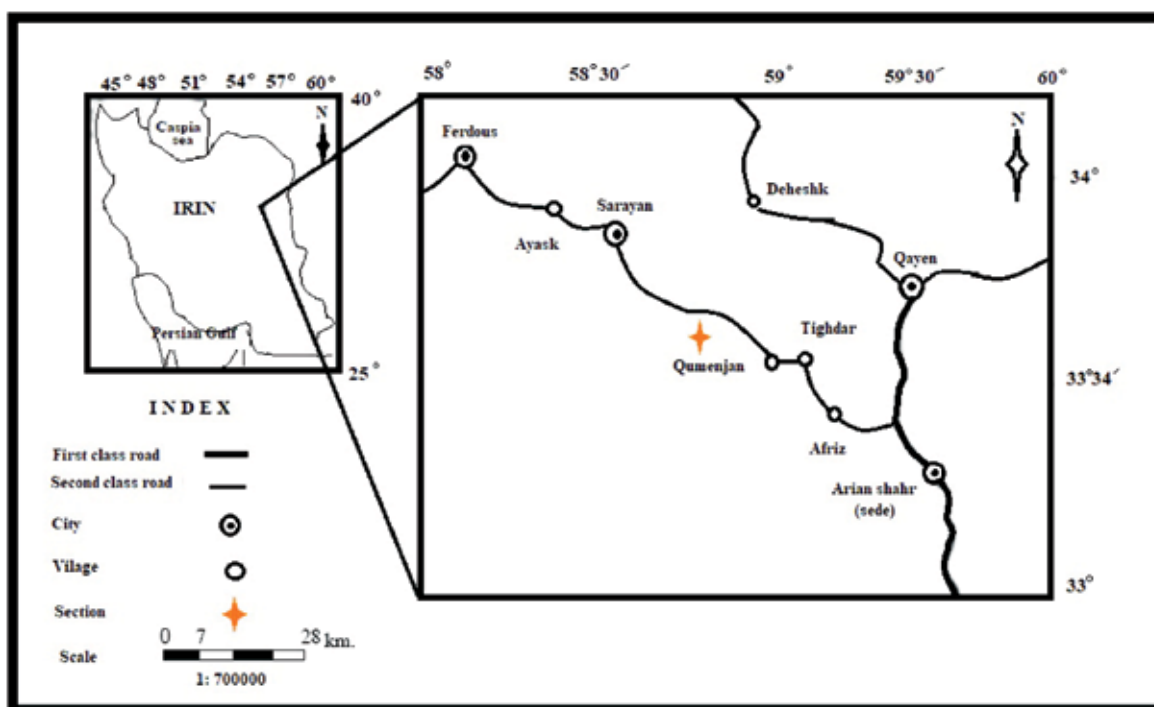 45° 48° 51° 54° 57° 60°
40°
N
Caspia
sea
IRIN
Persian Gulf
25°
58° 58°30´ 59° 59°30´ 60°
N
Ferdous
34°
Deheshk
Sarayan
Ayask
Qayen
Tighdar
Qumenjan
33°34´
Afriz
Arian shahr
(sede)
33°
INDEX
First class road
Second class road
City
Vilage
Section
Scale
0 7 28 km.
1: 700000